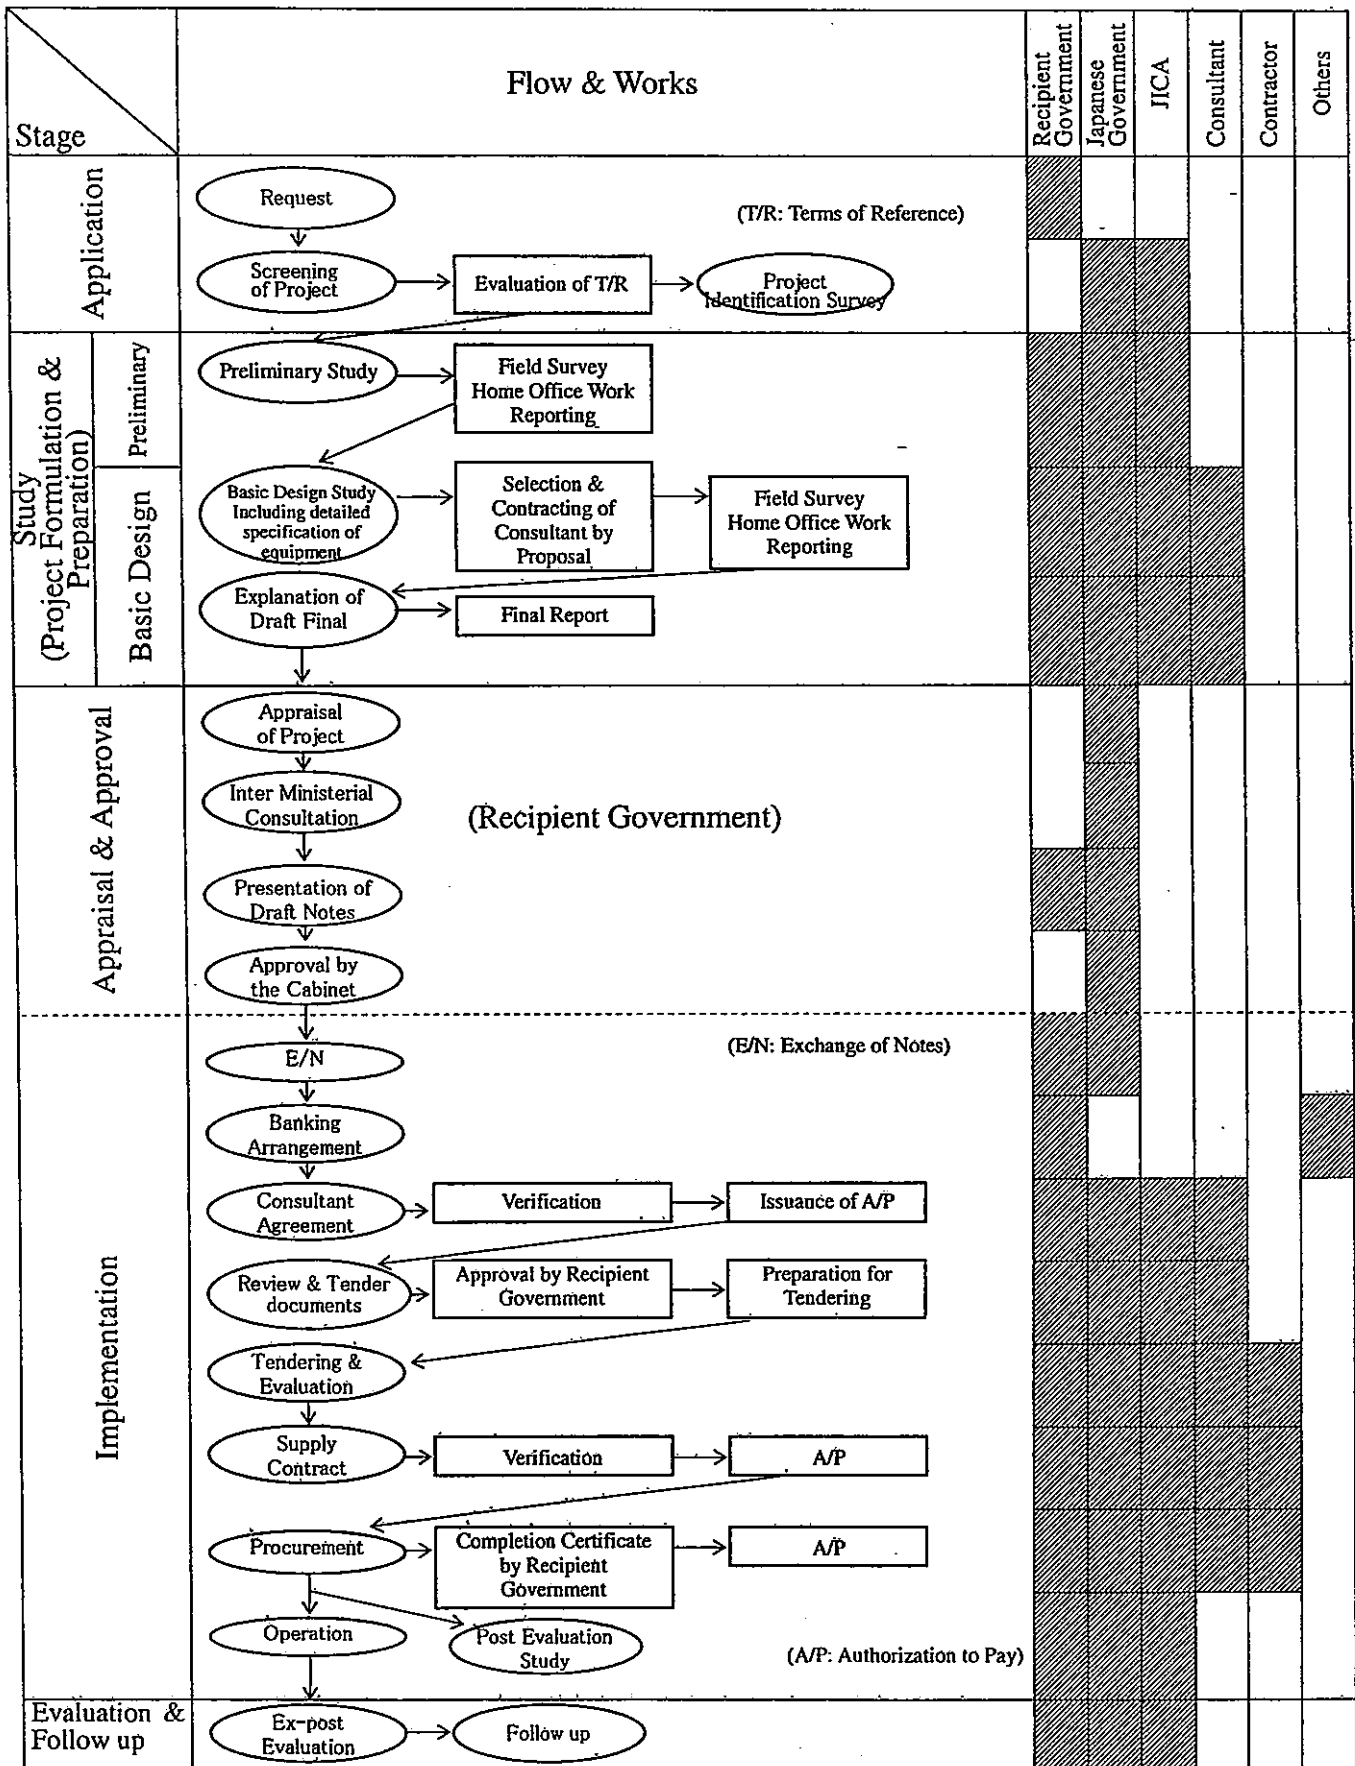 Stage
Flow & Works
Recipient
Government
Japanese
Government
JICA
Consultant
Contractor
Others
Application
Request
(T/R: Terms of Reference)
Screening
of Project
Evaluation of T/R
Project
Identification Survey
Study
(Project Formulation &
Preparation)
Preliminary
Preliminary Study
Field Survey
Home Office Work
Reporting
Basic Design
Basic Design Study
Including detailed
specification of
equipment
Selection &
Contracting of
Consultant by
Proposal
Field Survey
Home Office Work
Reporting
Explanation of
Draft Final
Final Report
Appraisal & Approval
Appraisal
of Project
Inter Ministerial
Consultation
(Recipient Government)
Presentation of
Draft Notes
Approval by
the Cabinet
Implementation
E/N
(E/N: Exchange of Notes)
Banking
Arrangement
Consultant
Agreement
Verification
Issuance of A/P
Review & Tender
documents
Approval by Recipient
Government
Preparation for
Tendering
Tendering &
Evaluation
Supply
Contract
Verification
A/P
Procurement
Completion Certificate
by Recipient
Government
A/P
Operation
Post Evaluation
Study
(A/P: Authorization to Pay)
Evaluation &
Follow up
Ex-post
Evaluation
Follow up